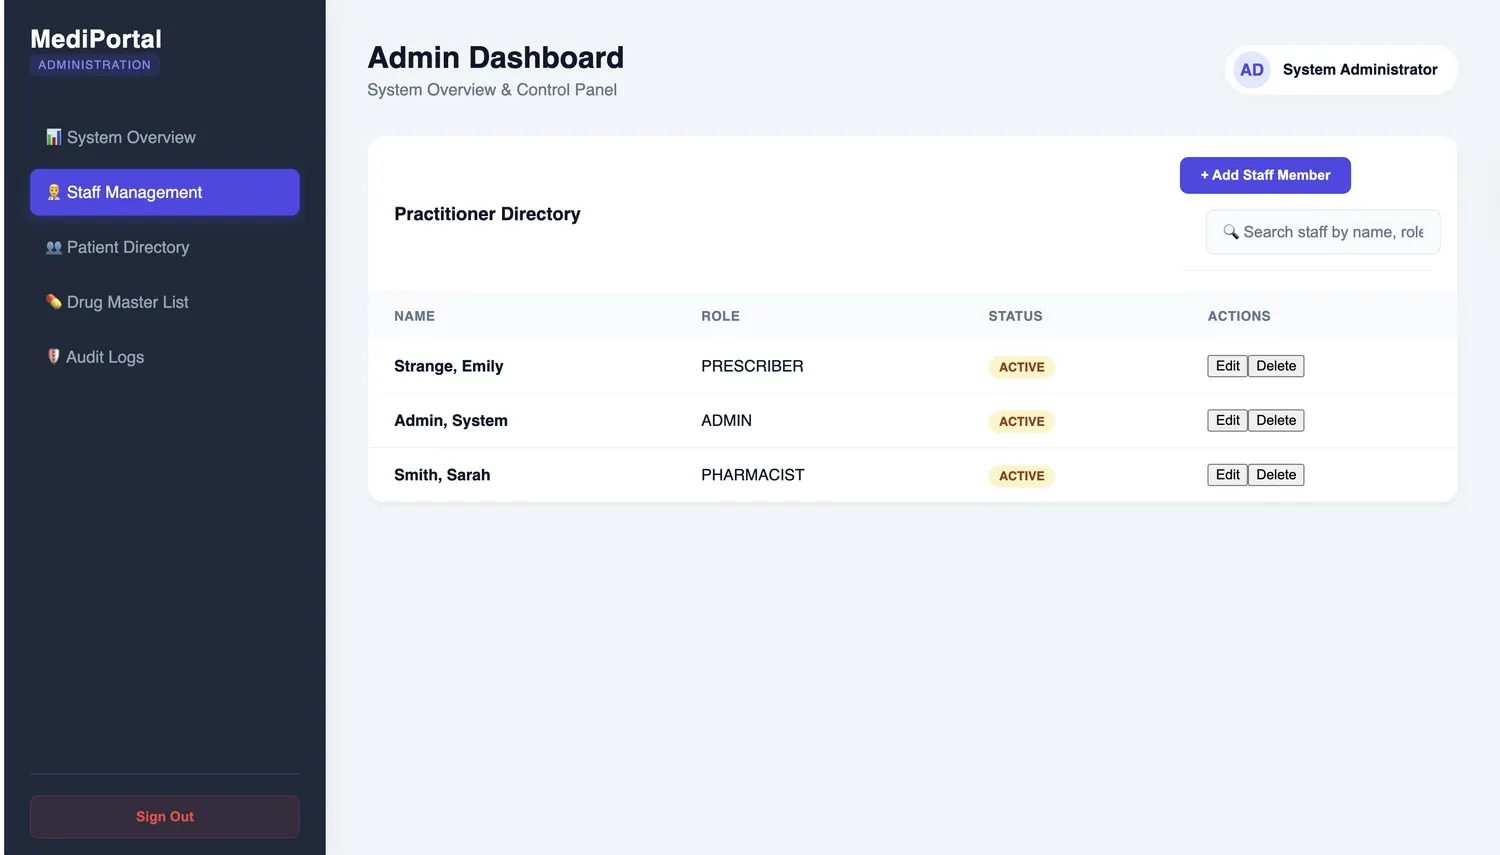 MediPortal
ADMINISTRATION
System Overview
Staff Management
Patient Directory
Drug Master List
Audit Logs
Sign Out
Admin Dashboard
System Overview & Control Panel
AD System Administrator
+ Add Staff Member
Practitioner Directory
Search staff by name, role
NAME ROLE STATUS ACTIONS
Strange, Emily PRESCRIBER ACTIVE Edit Delete
Admin, System ADMIN ACTIVE Edit Delete
Smith, Sarah PHARMACIST ACTIVE Edit Delete